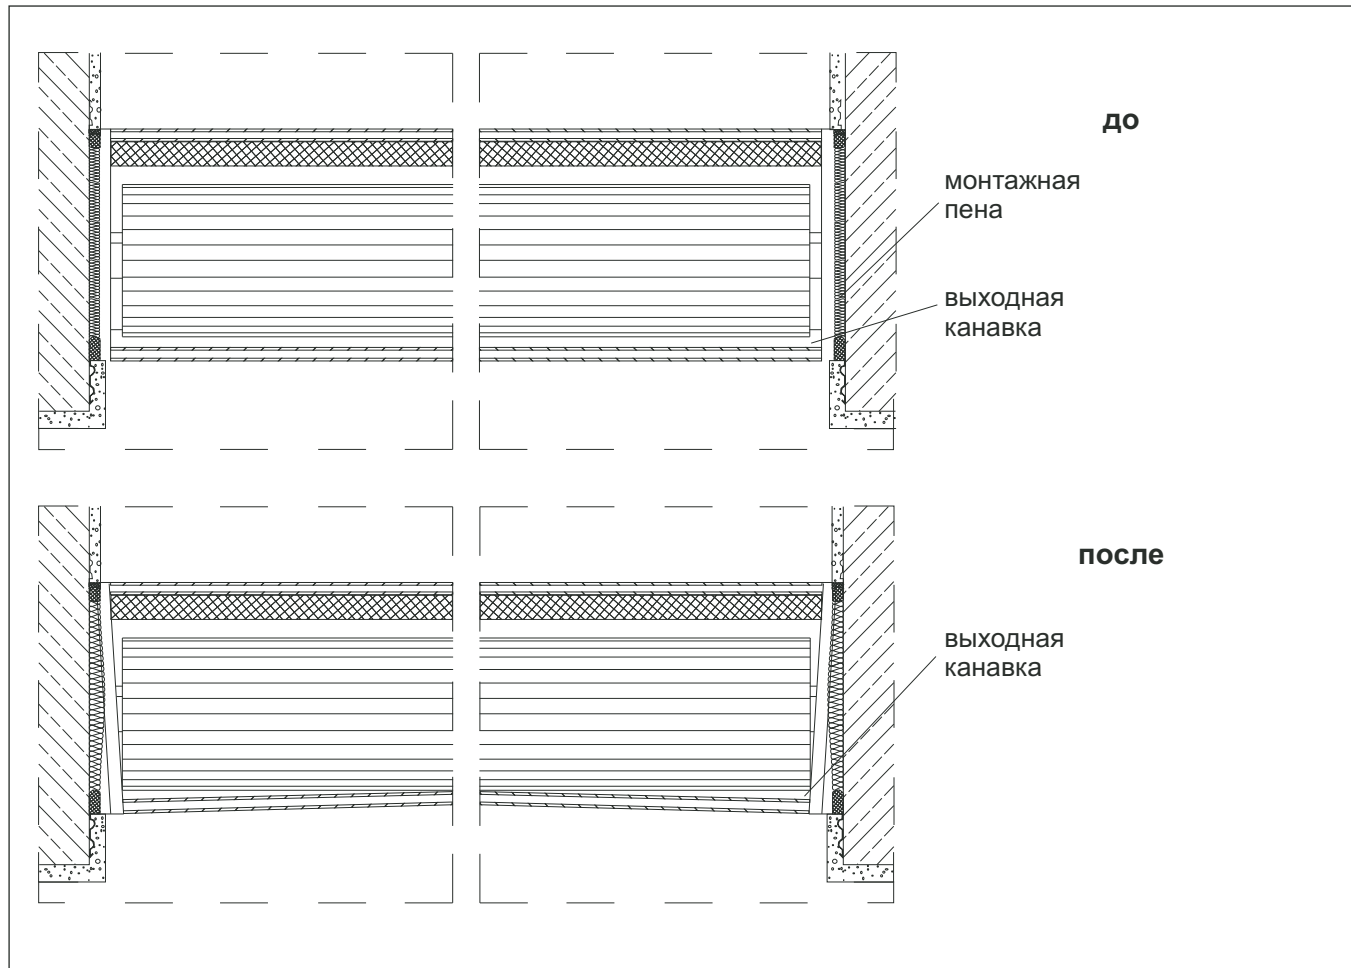 до
монтажная
пена
выходная
канавка
после
выходная
канавка